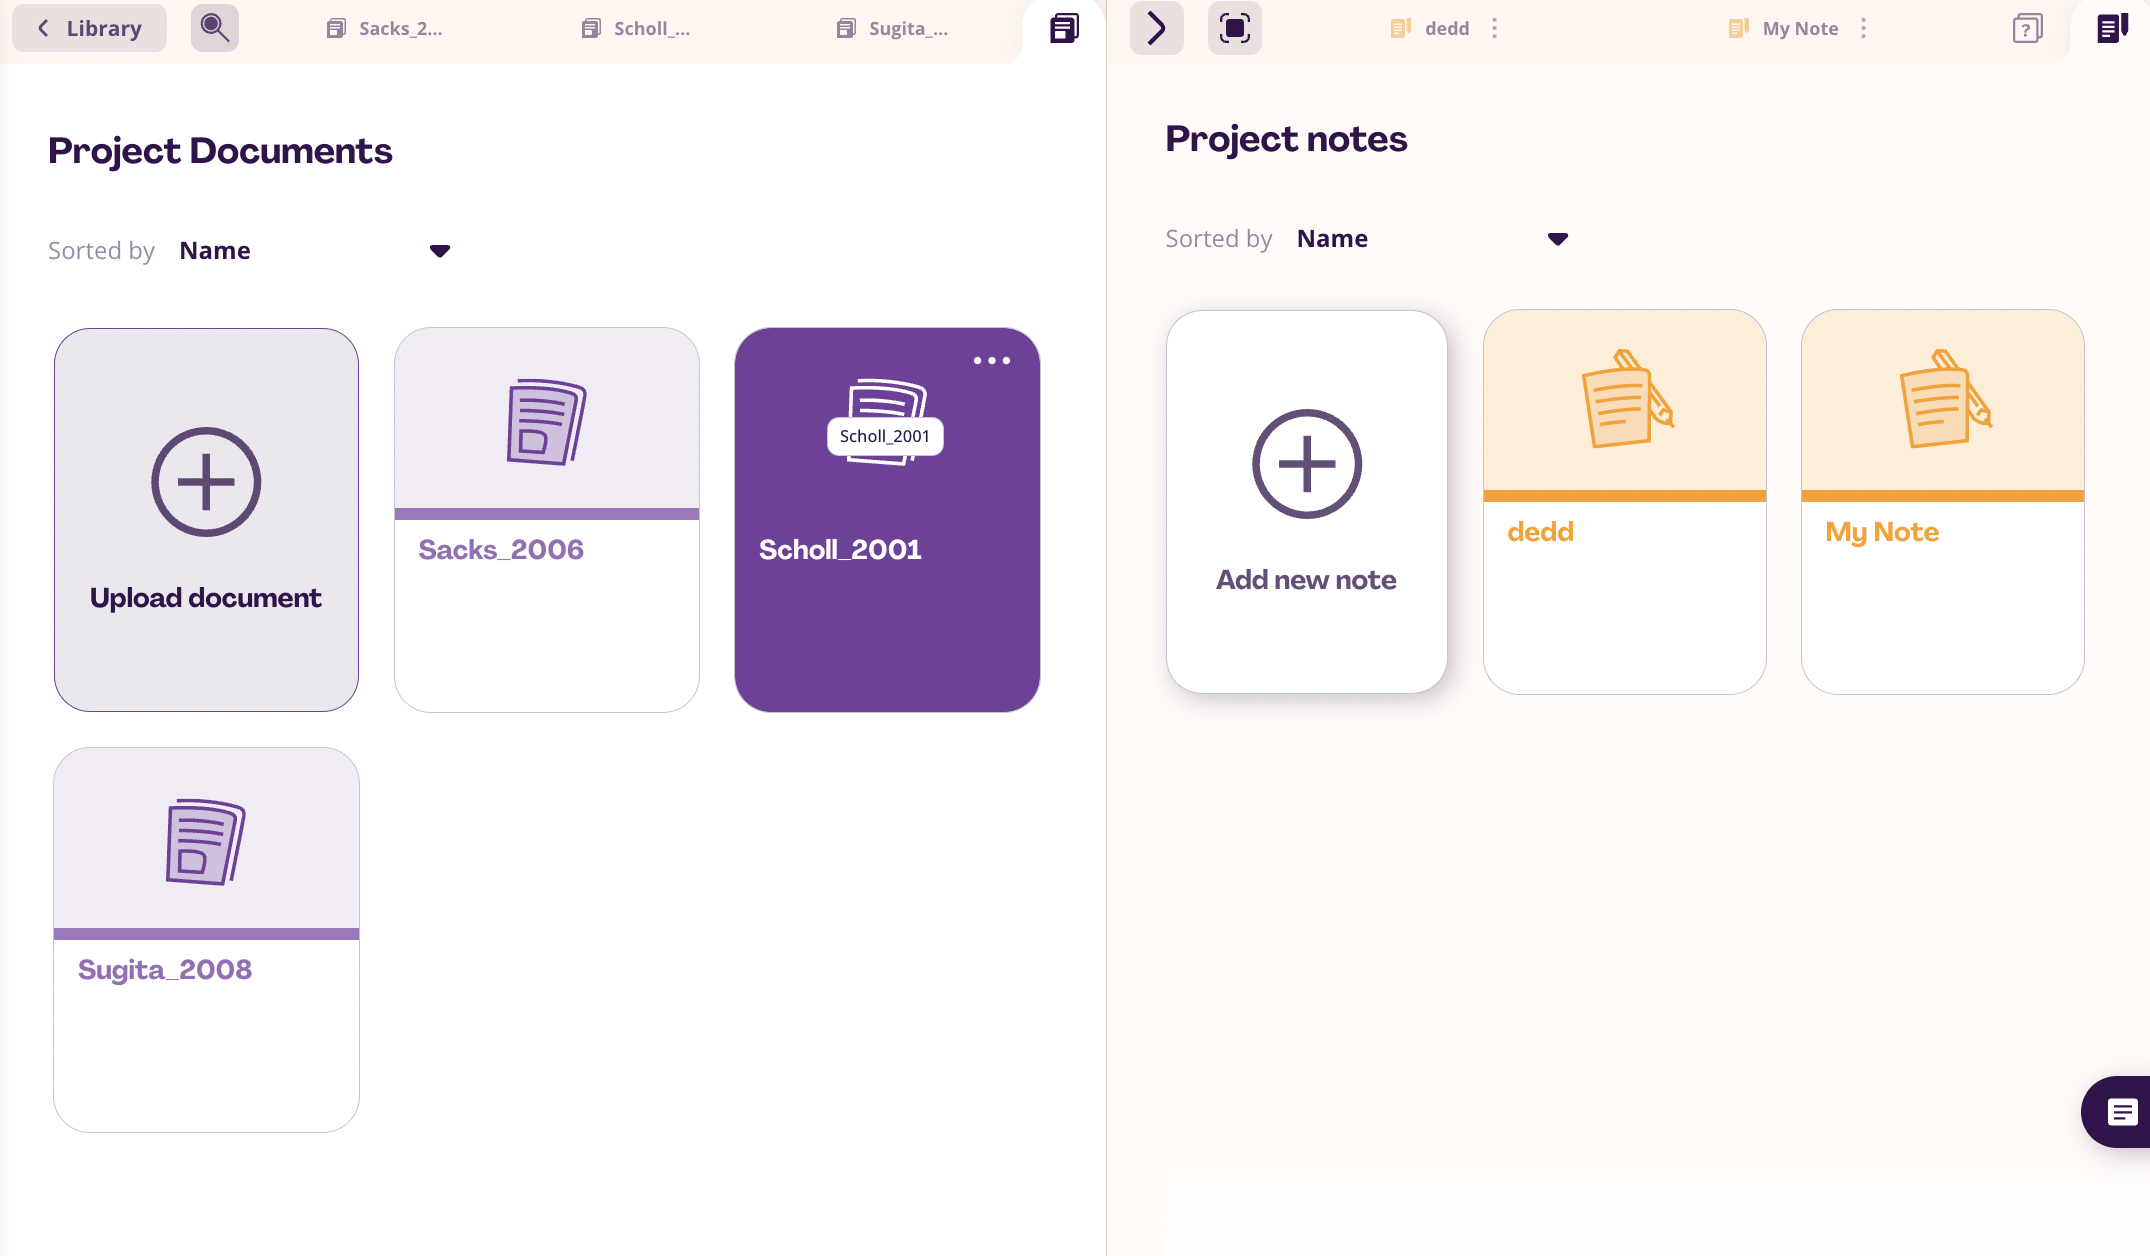 Library
Sacks_2...
Scholl_...
Sugita_...
dedd
My Note
?
Project Documents
Sorted by Name
Upload document
Sacks_2006
Scholl_2001
Scholl_2001
Sugita_2008
Project notes
Sorted by Name
Add new note
dedd
My Note